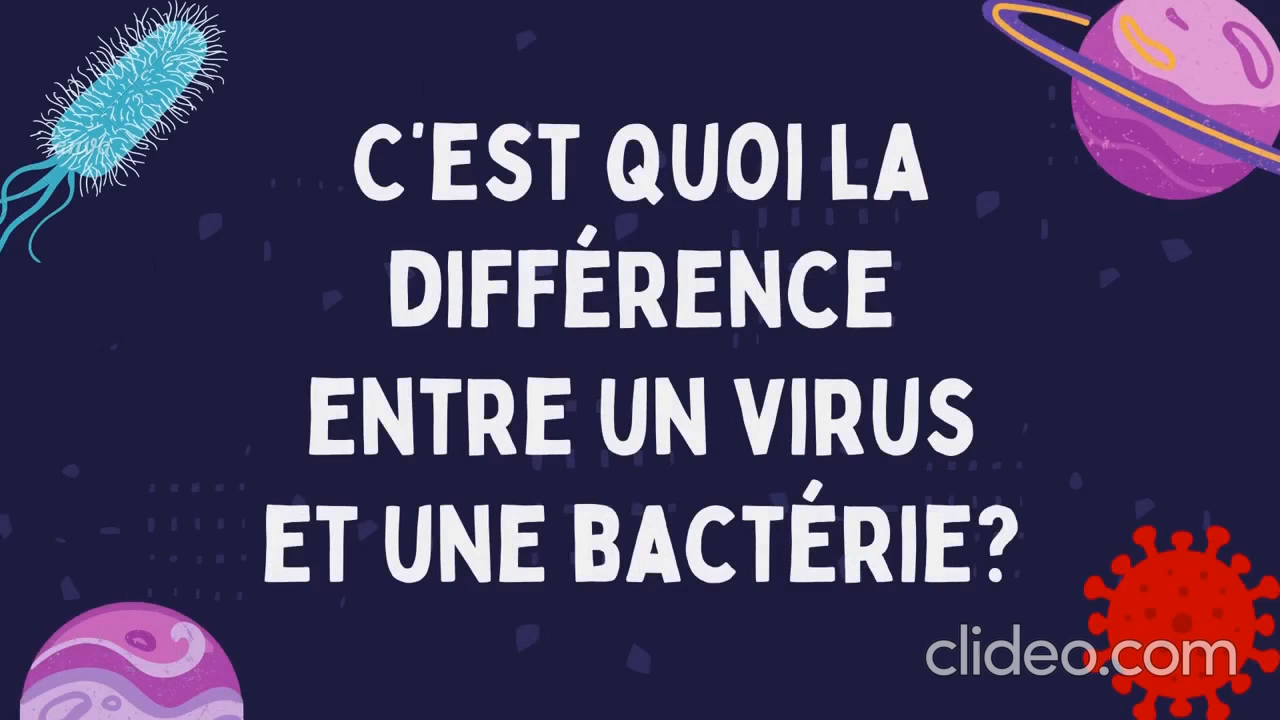 C'EST QUOI LA
DIFFÉRENCE
ENTRE UN VIRUS
ET UNE BACTÉRIE?
clideo.com